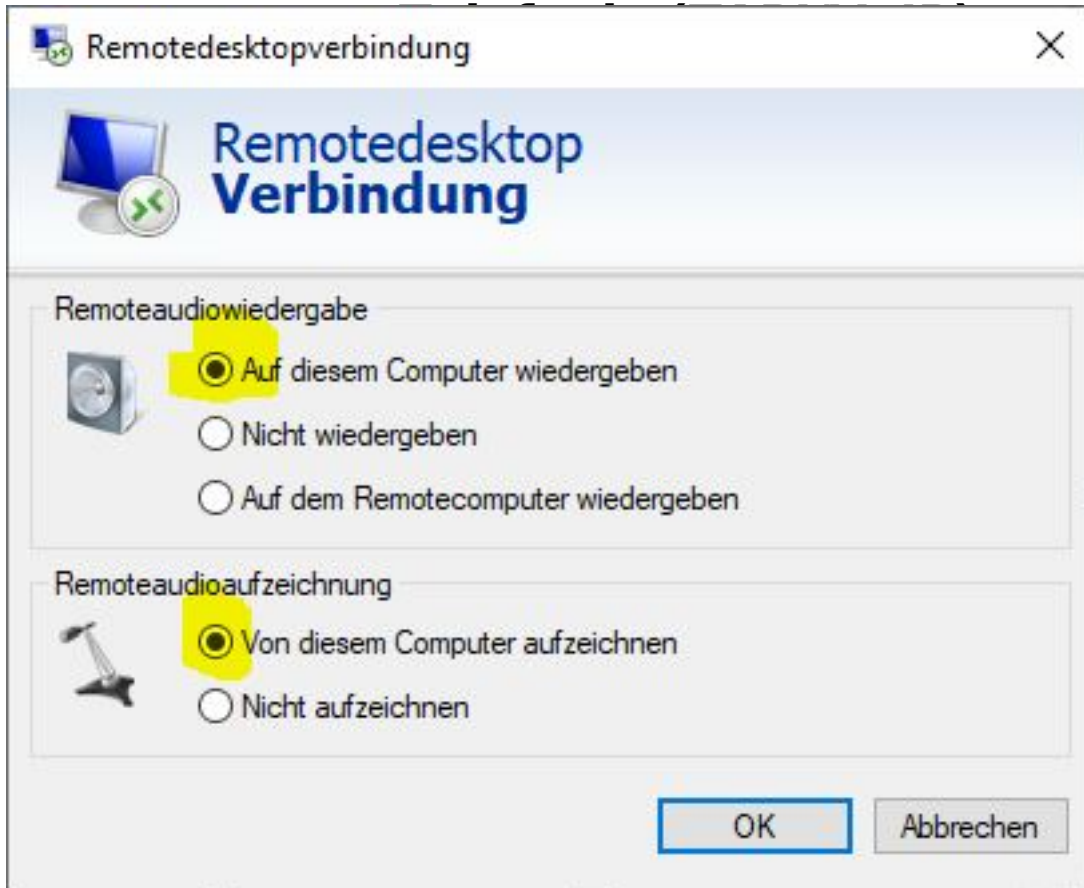 Remotedesktopverbindung
Remotedesktop
Verbindung
Remoteaudiowiedergabe
Auf diesem Computer wiedergeben
Nicht wiedergeben
Auf dem Remotecomputer wiedergeben
Remoteaudioaufzeichnung
Von diesem Computer aufzeichnen
Nicht aufzeichnen
OK
Abbrechen